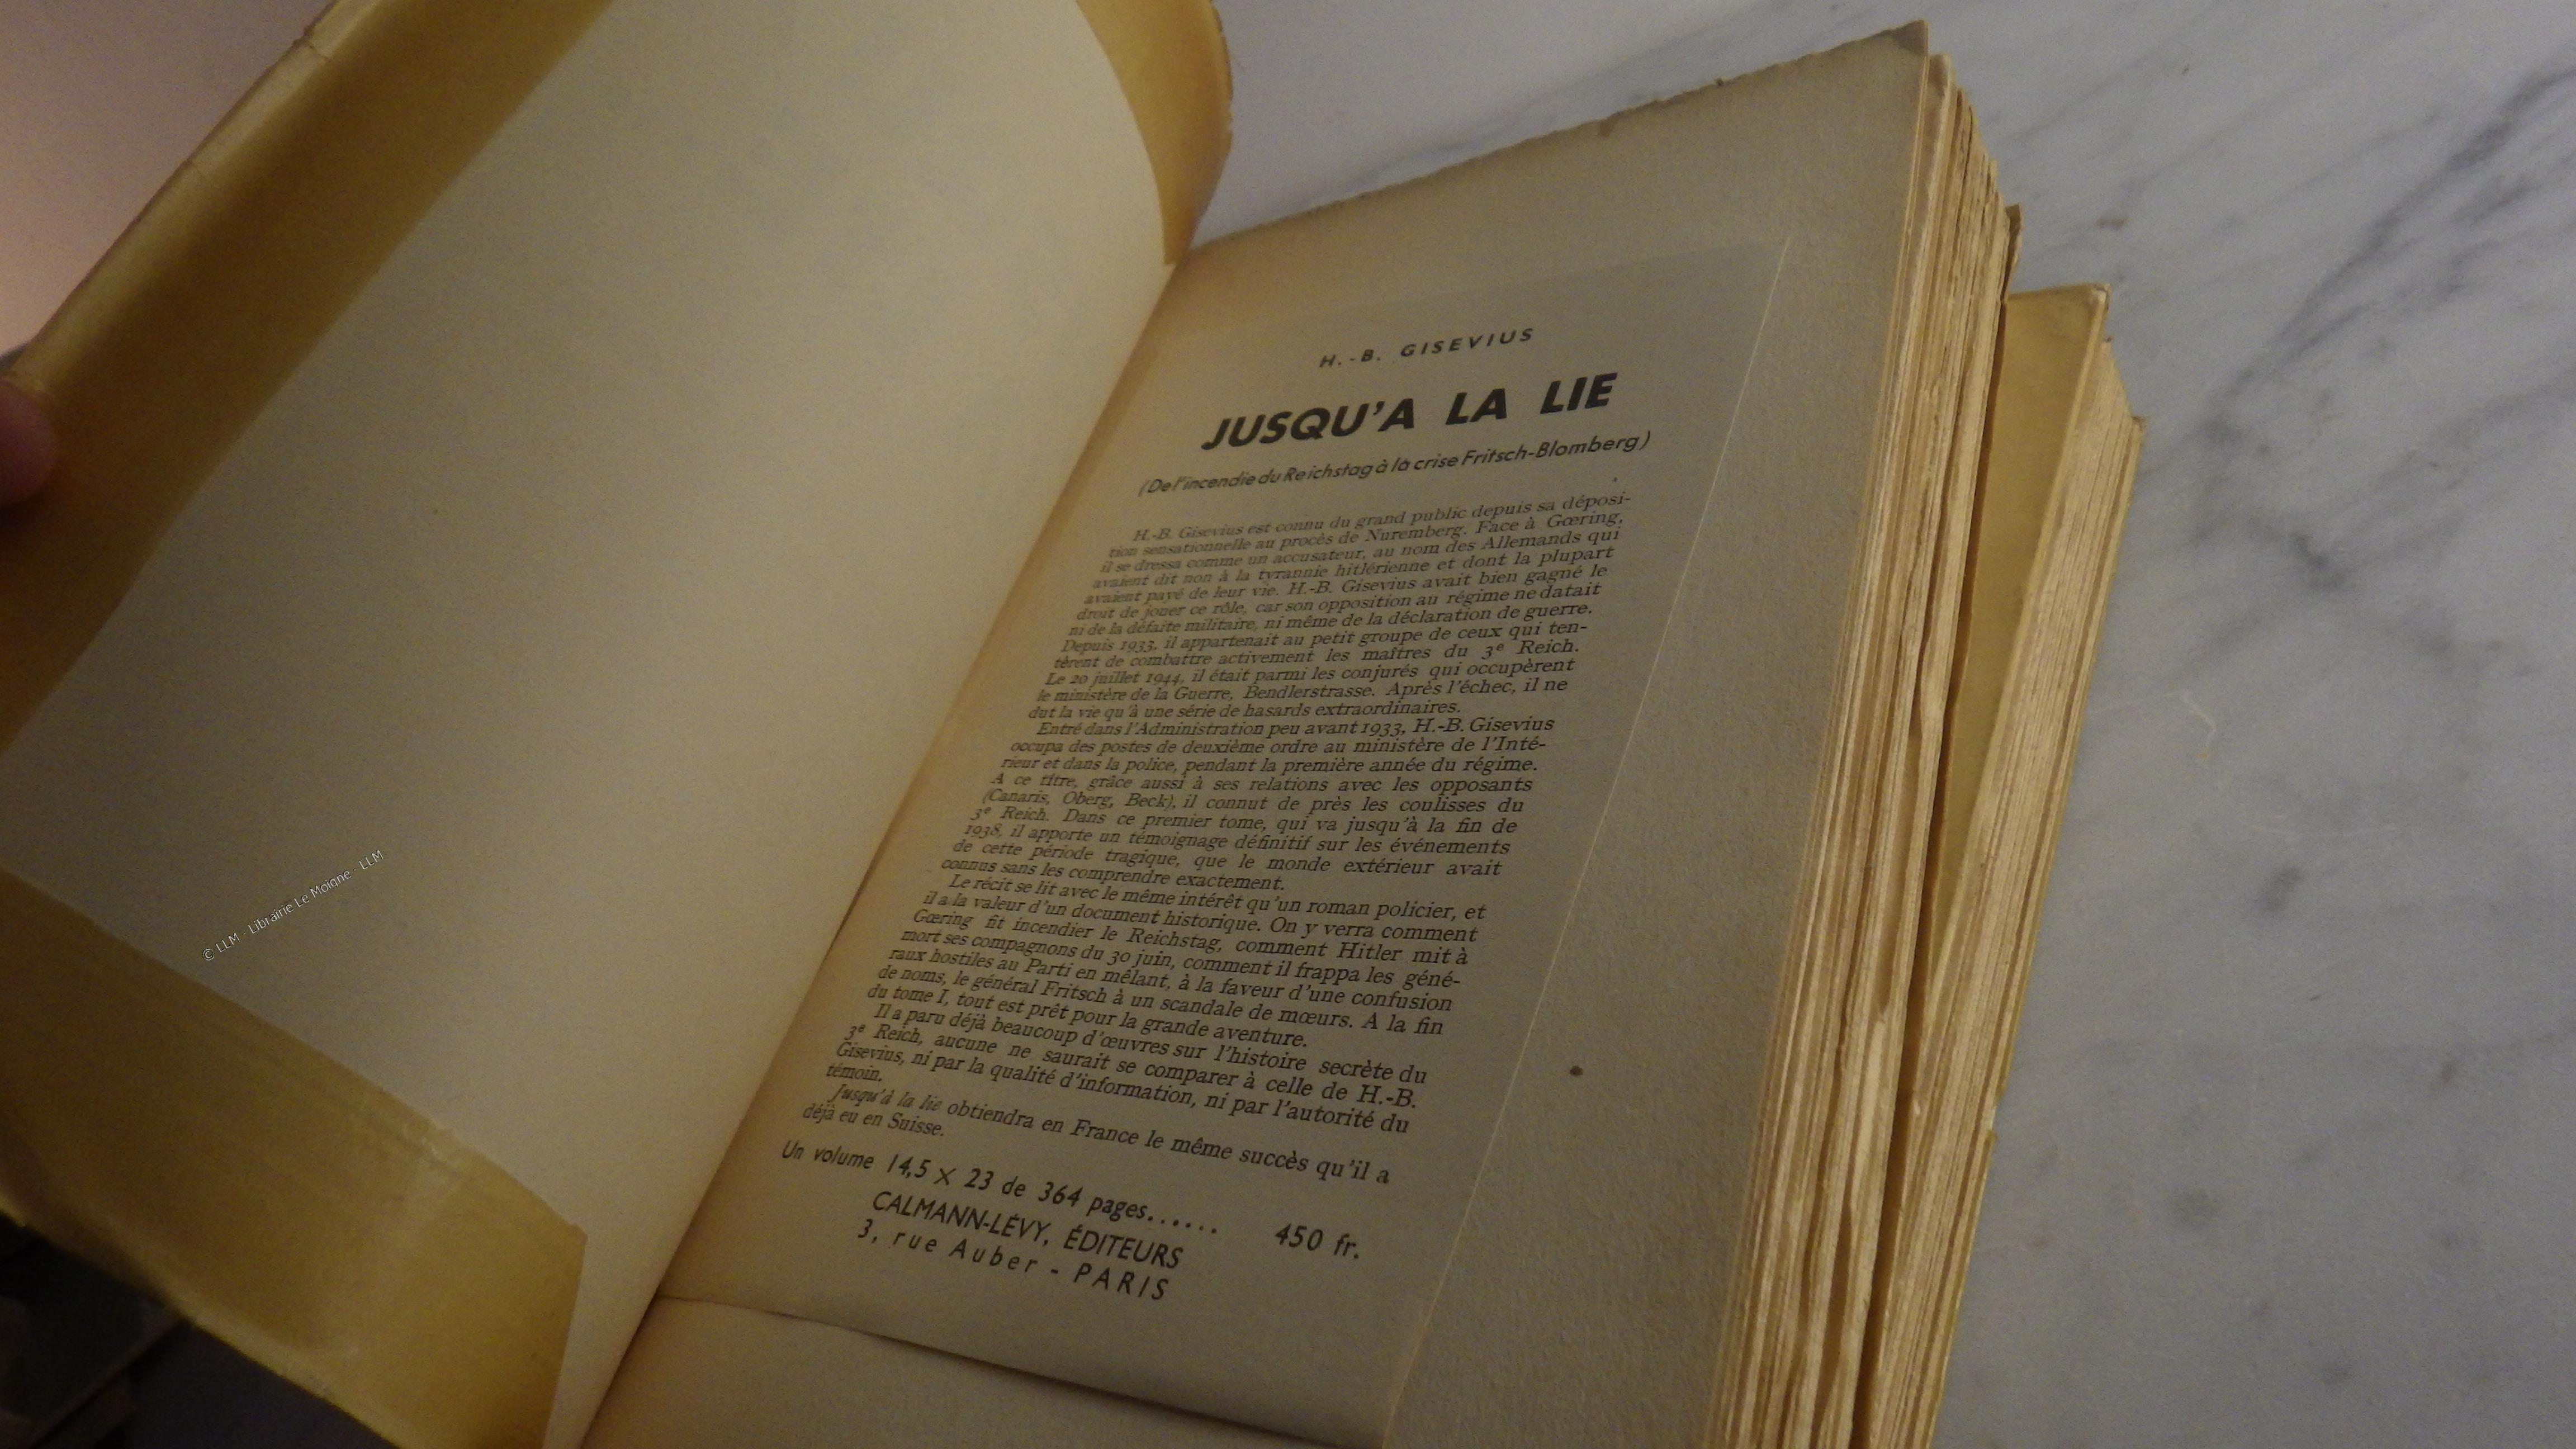 H.-B. GISEVIUS
JUSQU'A LA LIE
(De l'incendie du Reichstag à la crise Fritsch-Blomberg)
H.-B. Gisevius est connu du grand public depuis sa déposi-
tion sensationnelle au procès de Nuremberg. Face à Gœring,
il se dressa comme un accusateur, au nom des Allemands qui
avaient dit non à la tyrannie hitlérienne et dont la plupart
avaient payé de leur vie. H.-B. Gisevius avait bien gagné le
droit de jouer ce rôle, car son opposition au régime ne datait
ni de la défaite militaire, ni même de la déclaration de guerre.
Depuis 1933, il appartenait au petit groupe de ceux qui ten-
tèrent de combattre activement les maîtres du 3e Reich.
Le 20 juillet 1944, il était parmi les conjurés qui occupèrent
le ministère de la Guerre, Bendlerstrasse. Après l'échec, il ne
dut la vie qu'à une série de hasards extraordinaires.
Entré dans l'Administration peu avant 1933, H.-B. Gisevius
occupa des postes de deuxième ordre au ministère de l'Inté-
rieur et dans la police, pendant la première année du régime.
A ce titre, grâce aussi à ses relations avec les opposants
(Canaris, Oberg, Beck), il connut de près les coulisses du
3e Reich. Dans ce premier tome, qui va jusqu'à la fin de
1938, il apporte un témoignage définitif sur les événements
de cette période tragique, que le monde extérieur avait
connus sans les comprendre exactement.
Le récit se lit avec le même intérêt qu'un roman policier, et
il a la valeur d'un document historique. On y verra comment
Gœring fit incendier le Reichstag, comment Hitler mit à
mort ses compagnons du 30 juin, comment il frappa les géné-
raux hostiles au Parti en mêlant, à la faveur d'une confusion
de noms, le général Fritsch à un scandale de mœurs. A la fin
du tome I, tout est prêt pour la grande aventure.
Il a paru déjà beaucoup d'œuvres sur l'histoire secrète du
3e Reich, aucune ne saurait se comparer à celle de H.-B.
Gisevius, ni par la qualité d'information, ni par l'autorité du
témoin.
Jusqu'à la lie obtiendra en France le même succès qu'il a
déjà eu en Suisse.
Un volume 14,5 × 23 de 364 pages...... 450 fr.
CALMANN-LÉVY, ÉDITEURS
3, rue Auber - PARIS
© LLM - Librairie Le Moigne - LLM